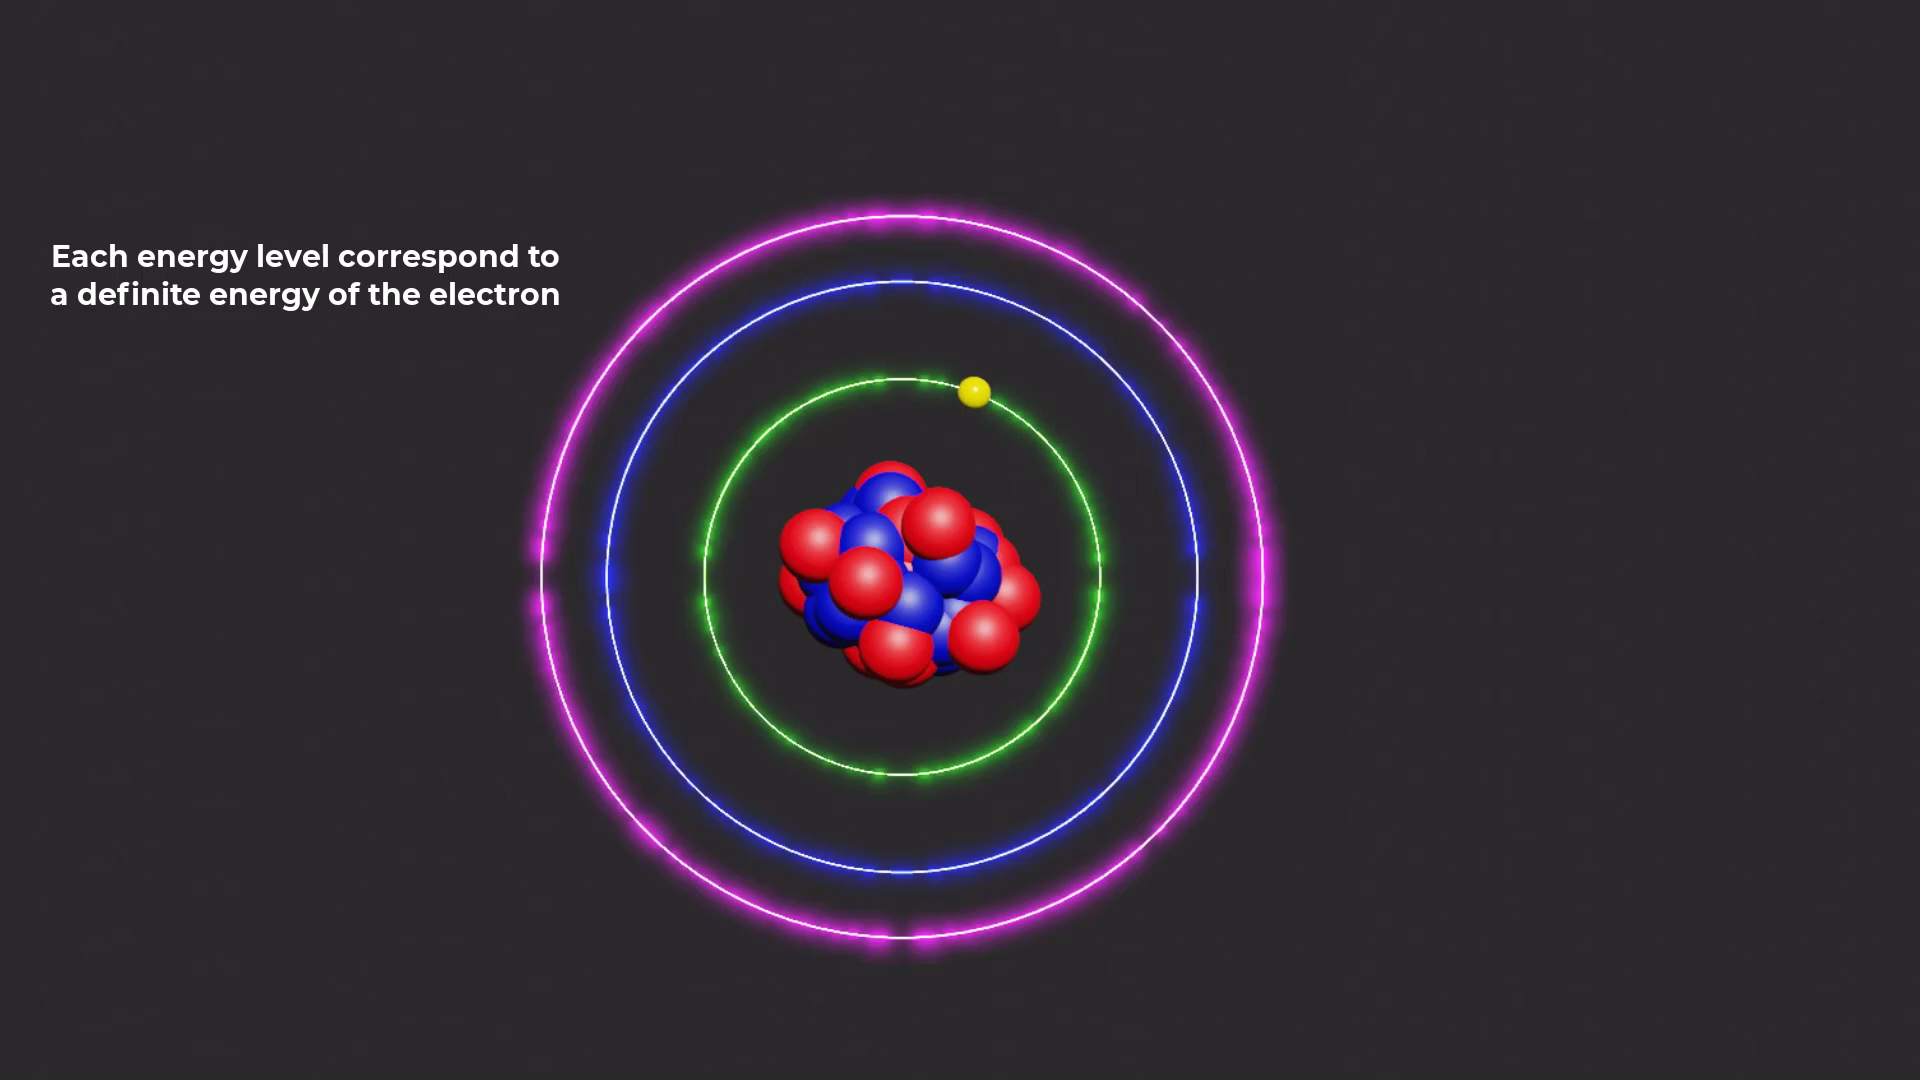 Each energy level correspond to
a definite energy of the electron